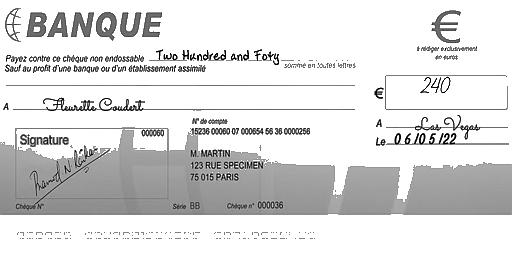 BANQUE
€
à rédiger exclusivement
en euros
Payez contre ce chèque non endossable Two Hundred and Foty
Sauf au profit d'une banque ou d'un établissement assimilé
somme en toutes lettres
€ 240
A Fleurette Coudert
A Las Vegas
Le 06/05/22
Signature
000060
N° de compte
15236 00060 07 000654 56 36 0000256
M. MARTIN
123 RUE SPECIMEN
75 015 PARIS
Chèque N°
Série BB
Chèque n° 000036